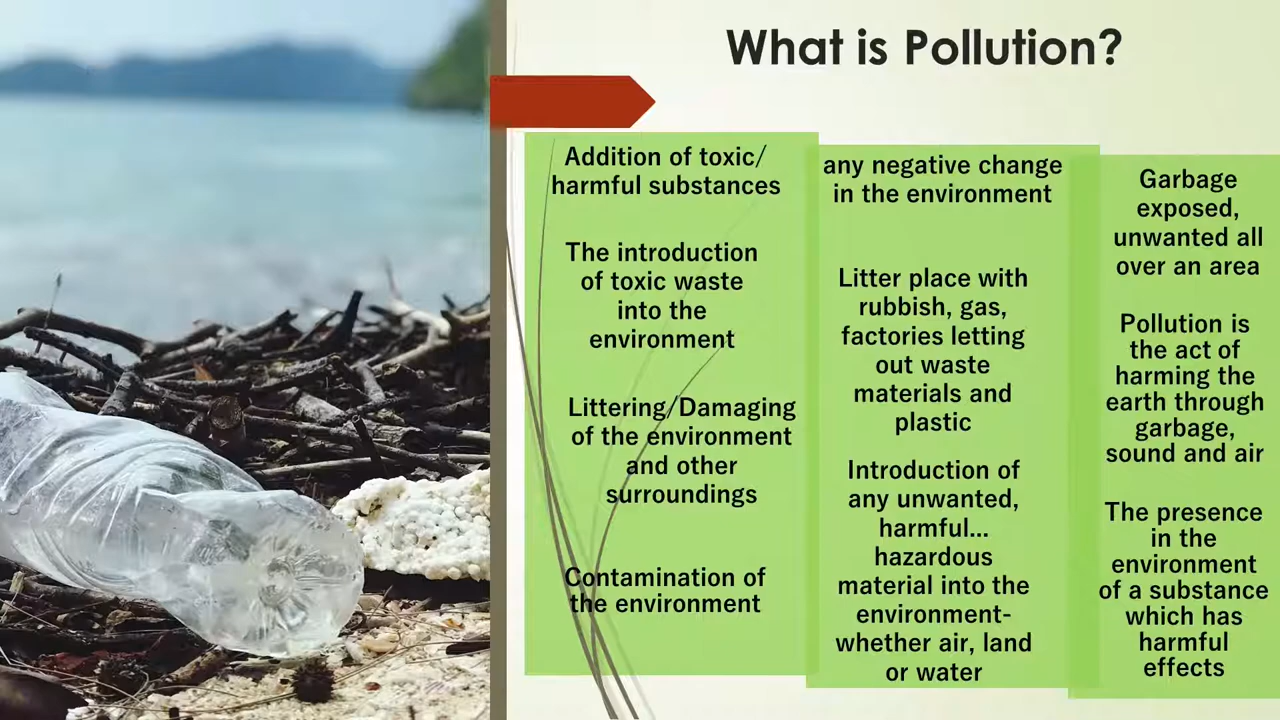 What is Pollution?
Addition of toxic/
harmful substances
The introduction
of toxic waste
into the
environment
Littering/Damaging
of the environment
and other
surroundings
Contamination of
the environment
any negative change
in the environment
Litter place with
rubbish, gas,
factories letting
out waste
materials and
plastic
Introduction of
any unwanted,
harmful...
hazardous
material into the
environment-
whether air, land
or water
Garbage
exposed,
unwanted all
over an area
Pollution is
the act of
harming the
earth through
garbage,
sound and air
The presence
in the
environment
of a substance
which has
harmful
effects